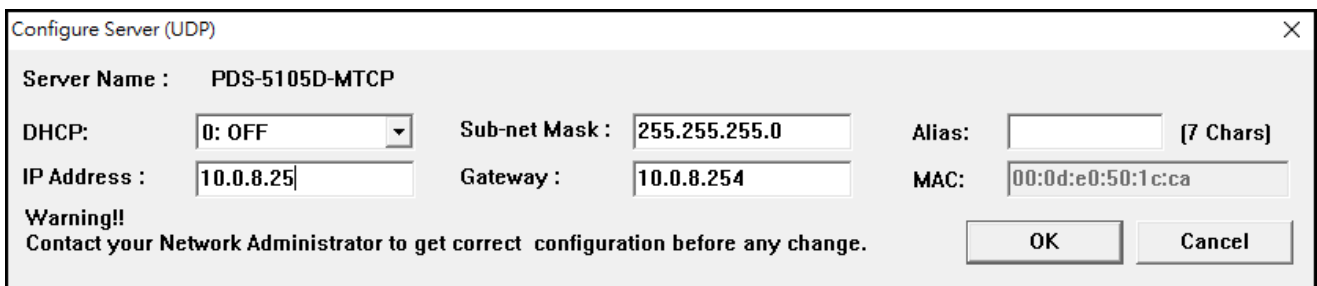 Configure Server (UDP)
Server Name : PDS-5105D-MTCP
DHCP: 0: OFF Sub-net Mask : 255.255.255.0 Alias: (7 Chars)
IP Address : 10.0.8.25 Gateway : 10.0.8.254 MAC: 00:0d:e0:50:1c:ca
Warning!!
Contact your Network Administrator to get correct configuration before any change.
OK Cancel